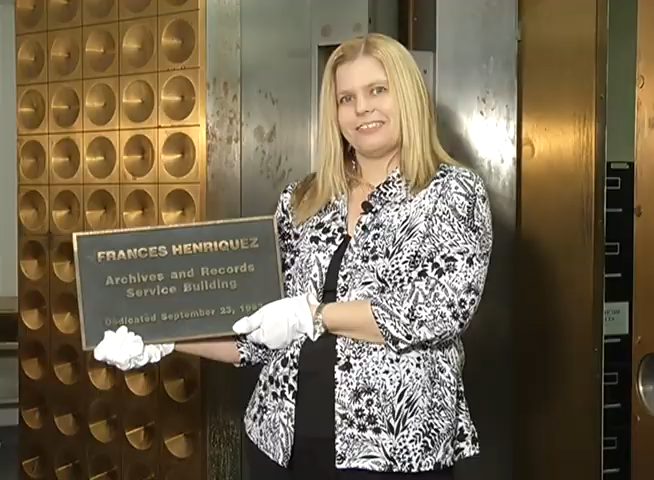 FRANCES HENRIQUEZ
Archives and Records
Service Building
Dedicated September 23,